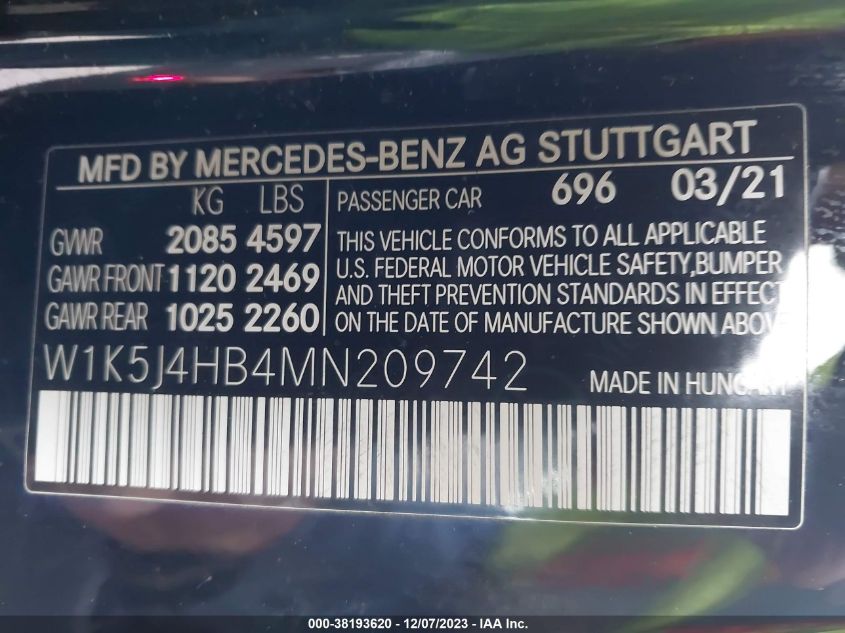 MFD BY MERCEDES-BENZ AG STUTTGART
KG LBS
GVWR 2085 4597
GAWR FRONT 1120 2469
GAWR REAR 1025 2260
PASSENGER CAR 696 03/21
THIS VEHICLE CONFORMS TO ALL APPLICABLE
U.S. FEDERAL MOTOR VEHICLE SAFETY,BUMPER
AND THEFT PREVENTION STANDARDS IN EFFECT
ON THE DATE OF MANUFACTURE SHOWN ABOVE
W1K5J4HB4MN209742
MADE IN HUNGARY
000-38193620 - 12/07/2023 - © IAA, Inc.